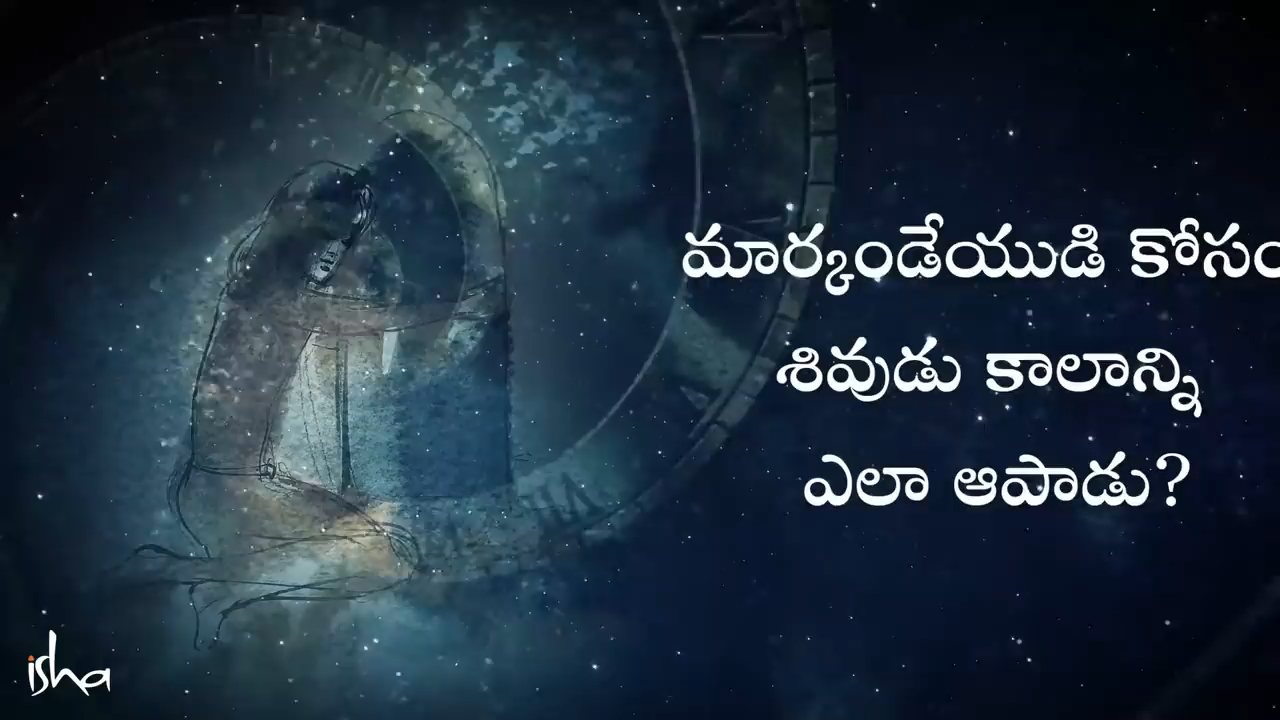 మార్కండేయుడి కోసం
శివుడు కాలాన్ని
ఎలా ఆపాడు?
isha